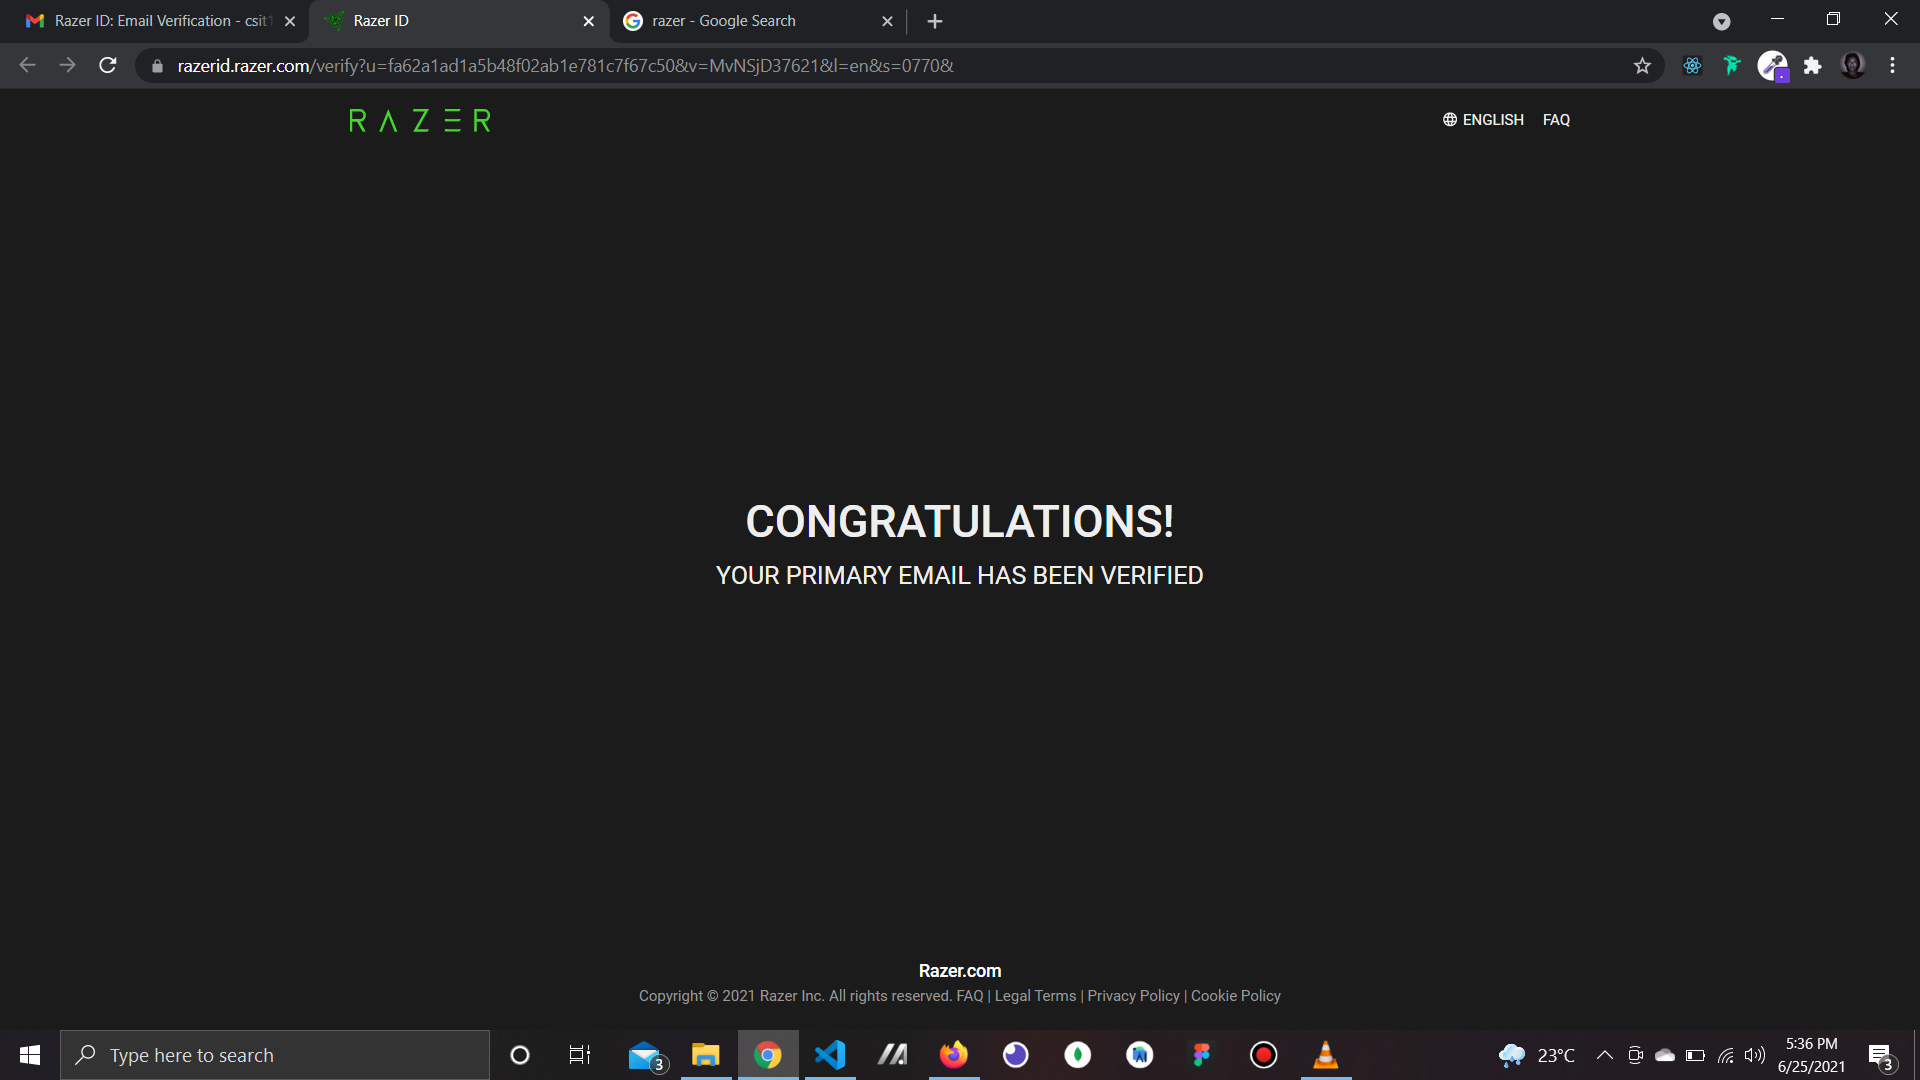 Razer ID: Email Verification - csit
Razer ID
razer - Google Search
razerid.razer.com/verify?u=fa62a1ad1a5b48f02ab1e781c7f67c50&v=MvNSjD37621&l=en&s=0770&
RAZER
ENGLISH
FAQ
CONGRATULATIONS!
YOUR PRIMARY EMAIL HAS BEEN VERIFIED
Razer.com
Copyright © 2021 Razer Inc. All rights reserved. FAQ | Legal Terms | Privacy Policy | Cookie Policy
Type here to search
3
23°C
5:36 PM
6/25/2021
3